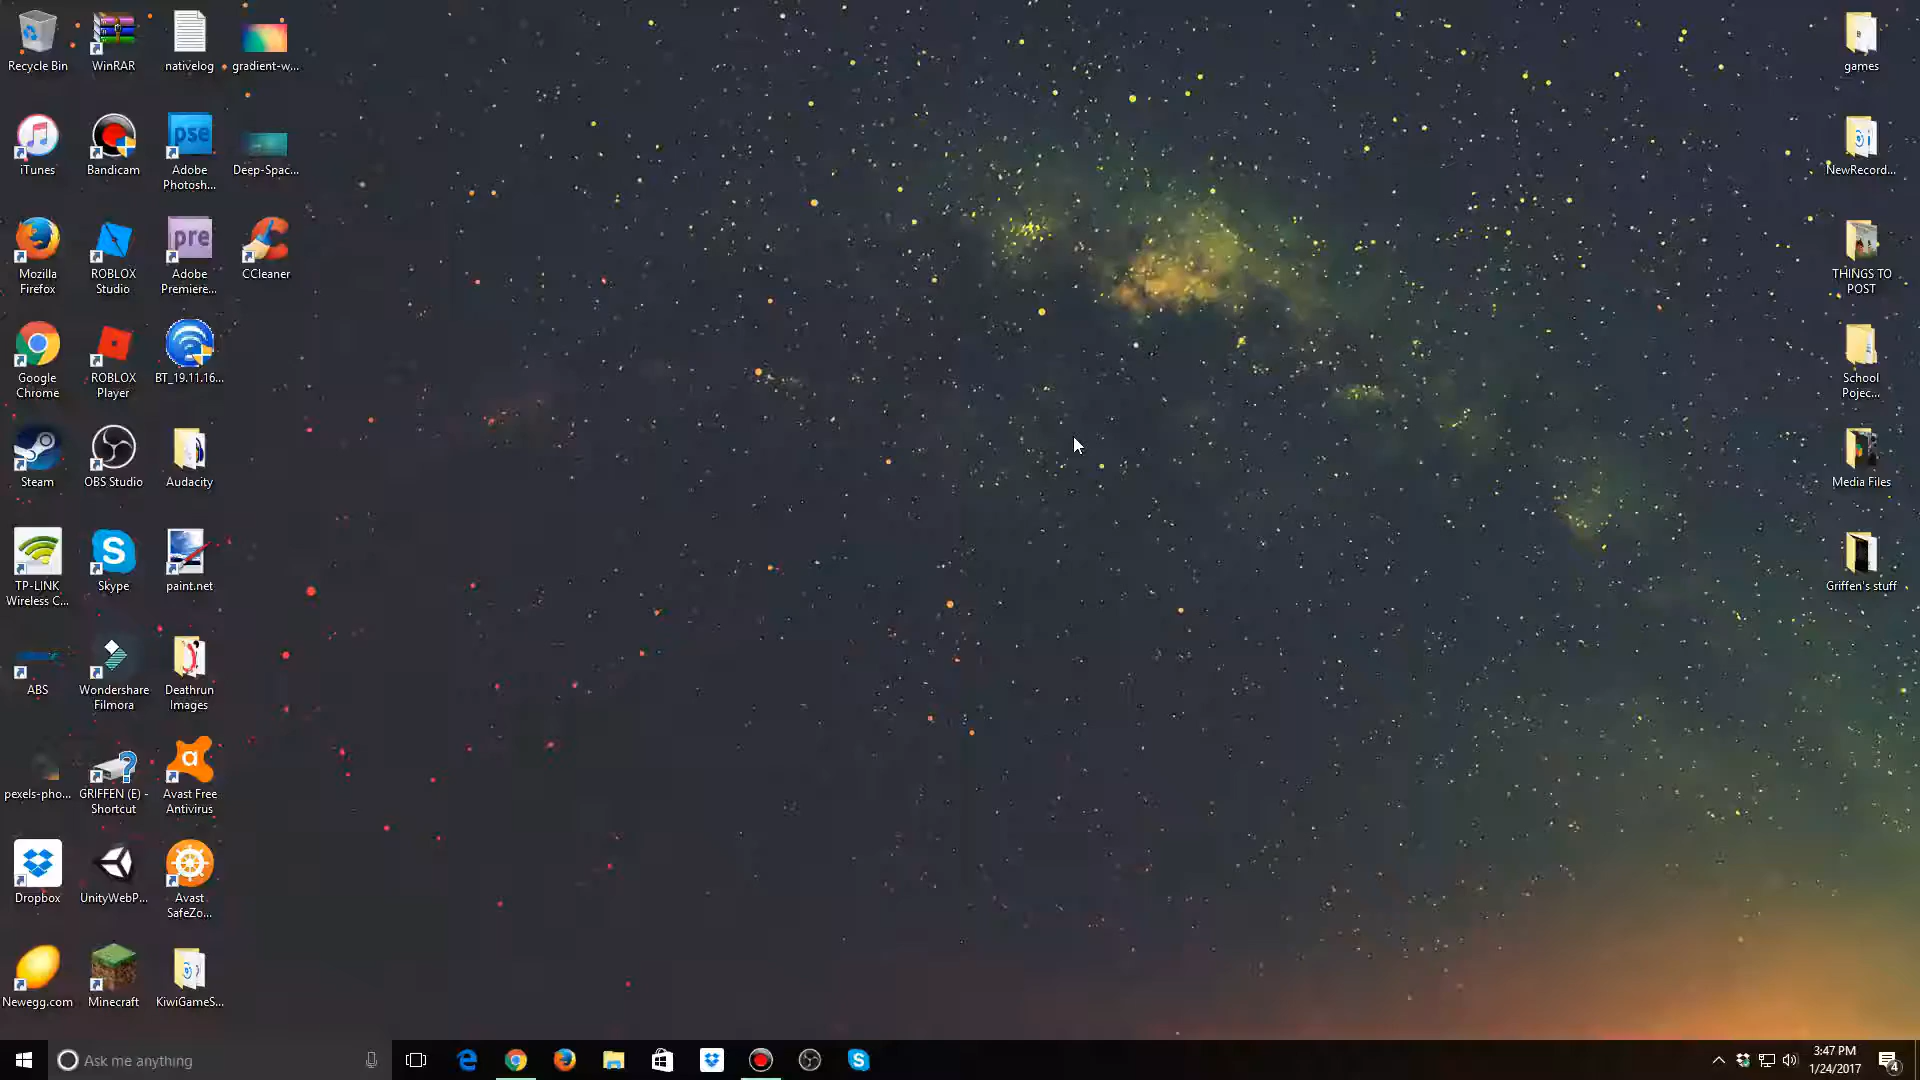 Recycle Bin
WinRAR
nativelog
gradient-w...
games
iTunes
Bandicam
pse
Adobe
Photosh...
Deep-Spac...
NewRecord...
Mozilla
Firefox
ROBLOX
Studio
pre
Adobe
Premiere...
CCleaner
THINGS TO
POST
Google
Chrome
ROBLOX
Player
BT_19.11.16...
School
Pojec...
Steam
OBS Studio
Audacity
Media Files
TP-LINK
Wireless C...
Skype
paint.net
Griffen's stuff
ABS
Wondershare
Filmora
Deathrun
Images
pexels-pho...
GRIFFEN (E) -
Shortcut
Avast Free
Antivirus
Dropbox
UnityWebP...
Avast
SafeZo...
Newegg.com
Minecraft
KiwiGameS...
Ask me anything
3:47 PM
1/24/2017
4